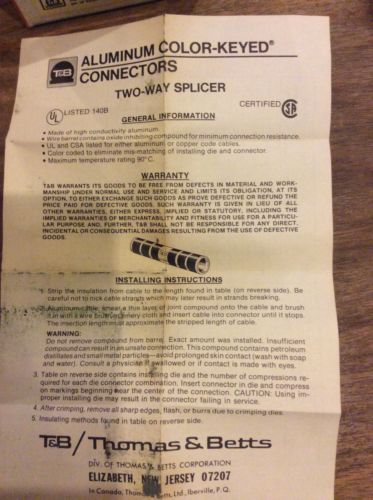 T&B
ALUMINUM COLOR-KEYED®
CONNECTORS
TWO-WAY SPLICER
UL LISTED 140B
CERTIFIED SA
GENERAL INFORMATION
• Made of high conductivity aluminum.
• Wire barrel contains oxide inhibiting compound for minimum connection resistance.
• UL and CSA listed for either aluminum or copper code cables.
• Color coded to eliminate mis-matching of installing die and connector.
• Maximum temperature rating 90°C.
WARRANTY
T&B WARRANTS ITS GOODS TO BE FREE FROM DEFECTS IN MATERIAL AND WORK-
MANSHIP UNDER NORMAL USE AND SERVICE AND LIMITS ITS OBLIGATION, AT ITS
OPTION, TO EITHER EXCHANGE SUCH GOODS AS PROVE DEFECTIVE OR REFUND THE
PRICE PAID FOR DEFECTIVE GOODS. SUCH WARRANTY IS GIVEN IN LIEU OF ALL
OTHER WARRANTIES, EITHER EXPRESS, IMPLIED OR STATUTORY, INCLUDING THE
IMPLIED WARRANTIES OF MERCHANTABILITY AND FITNESS FOR USE FOR A PARTICU-
LAR PURPOSE AND, FURTHER, T&B SHALL NOT BE RESPONSIBLE FOR ANY DIRECT,
INCIDENTAL OR CONSEQUENTIAL DAMAGES RESULTING FROM THE USE OF DEFECTIVE
GOODS.
INSTALLING INSTRUCTIONS
1. Strip the insulation from cable to the length found in table (on reverse side). Be
careful not to nick cable strands which may later result in strands breaking.
2. Aluminum cable, smear a thin layer of joint compound onto the cable and brush
it in with a wire brush/emery cloth and insert cable into connector until it stops.
The insertion length must approximate the stripped length of cable.
WARNING:
Do not remove compound from barrel. Exact amount was installed. Insufficient
compound can result in an unsafe connection. This compound contains petroleum
distillates and small metal particles—avoid prolonged skin contact (wash with soap
and water). Consult a physician if swallowed or if contact is made with eyes.
3. Table on reverse side contains installing die and the number of compressions re-
quired for each die connector combination. Insert connector in die and compress
on markings beginning near the center of the connection. CAUTION: Using im-
proper installing die may result in the connector failing in service.
4. After crimping, remove all sharp edges, flash, or burrs due to crimping dies.
5. Insulating methods found in table on reverse side.
T&B/Thomas & Betts
DIV. OF THOMAS & BETTS CORPORATION
ELIZABETH, NEW JERSEY 07207
In Canada, Thomas & Betts, Ltd., Iberville, P.Q.